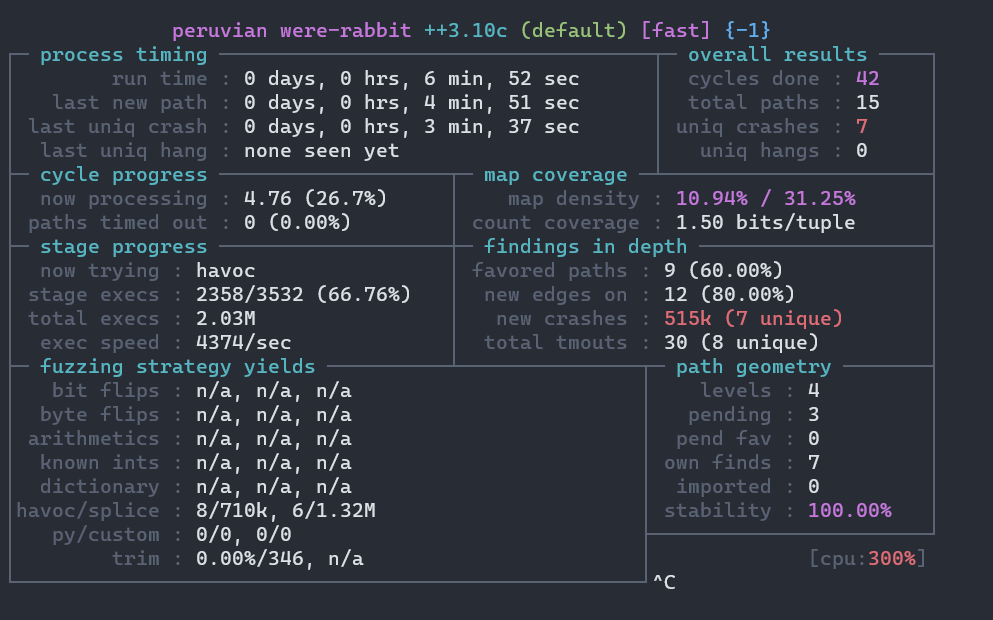 peruvian were-rabbit ++3.10c (default) [fast] {-1}
process timing overall results
run time : 0 days, 0 hrs, 6 min, 52 sec cycles done : 42
last new path : 0 days, 0 hrs, 4 min, 51 sec total paths : 15
last uniq crash : 0 days, 0 hrs, 3 min, 37 sec uniq crashes : 7
last uniq hang : none seen yet uniq hangs : 0
cycle progress map coverage
now processing : 4.76 (26.7%) map density : 10.94% / 31.25%
paths timed out : 0 (0.00%) count coverage : 1.50 bits/tuple
stage progress findings in depth
now trying : havoc favored paths : 9 (60.00%)
stage execs : 2358/3532 (66.76%) new edges on : 12 (80.00%)
total execs : 2.03M new crashes : 515k (7 unique)
exec speed : 4374/sec total tmouts : 30 (8 unique)
fuzzing strategy yields path geometry
bit flips : n/a, n/a, n/a levels : 4
byte flips : n/a, n/a, n/a pending : 3
arithmetics : n/a, n/a, n/a pend fav : 0
known ints : n/a, n/a, n/a own finds : 7
dictionary : n/a, n/a, n/a imported : 0
havoc/splice : 8/710k, 6/1.32M stability : 100.00%
py/custom : 0/0, 0/0
trim : 0.00%/346, n/a [cpu:300%]
^C